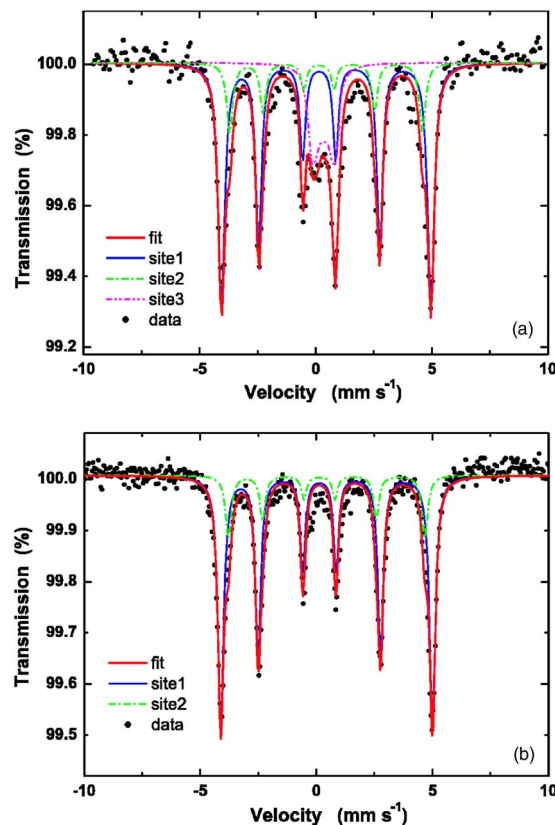 100.0
99.8
99.6
99.4
99.2
Transmission (%)
fit
site1
site2
site3
data
(a)
-10 -5 0 5 10
Velocity (mm s-1)
100.0
99.9
99.8
99.7
99.6
99.5
Transmission (%)
fit
site1
site2
data
(b)
-10 -5 0 5 10
Velocity (mm s-1)